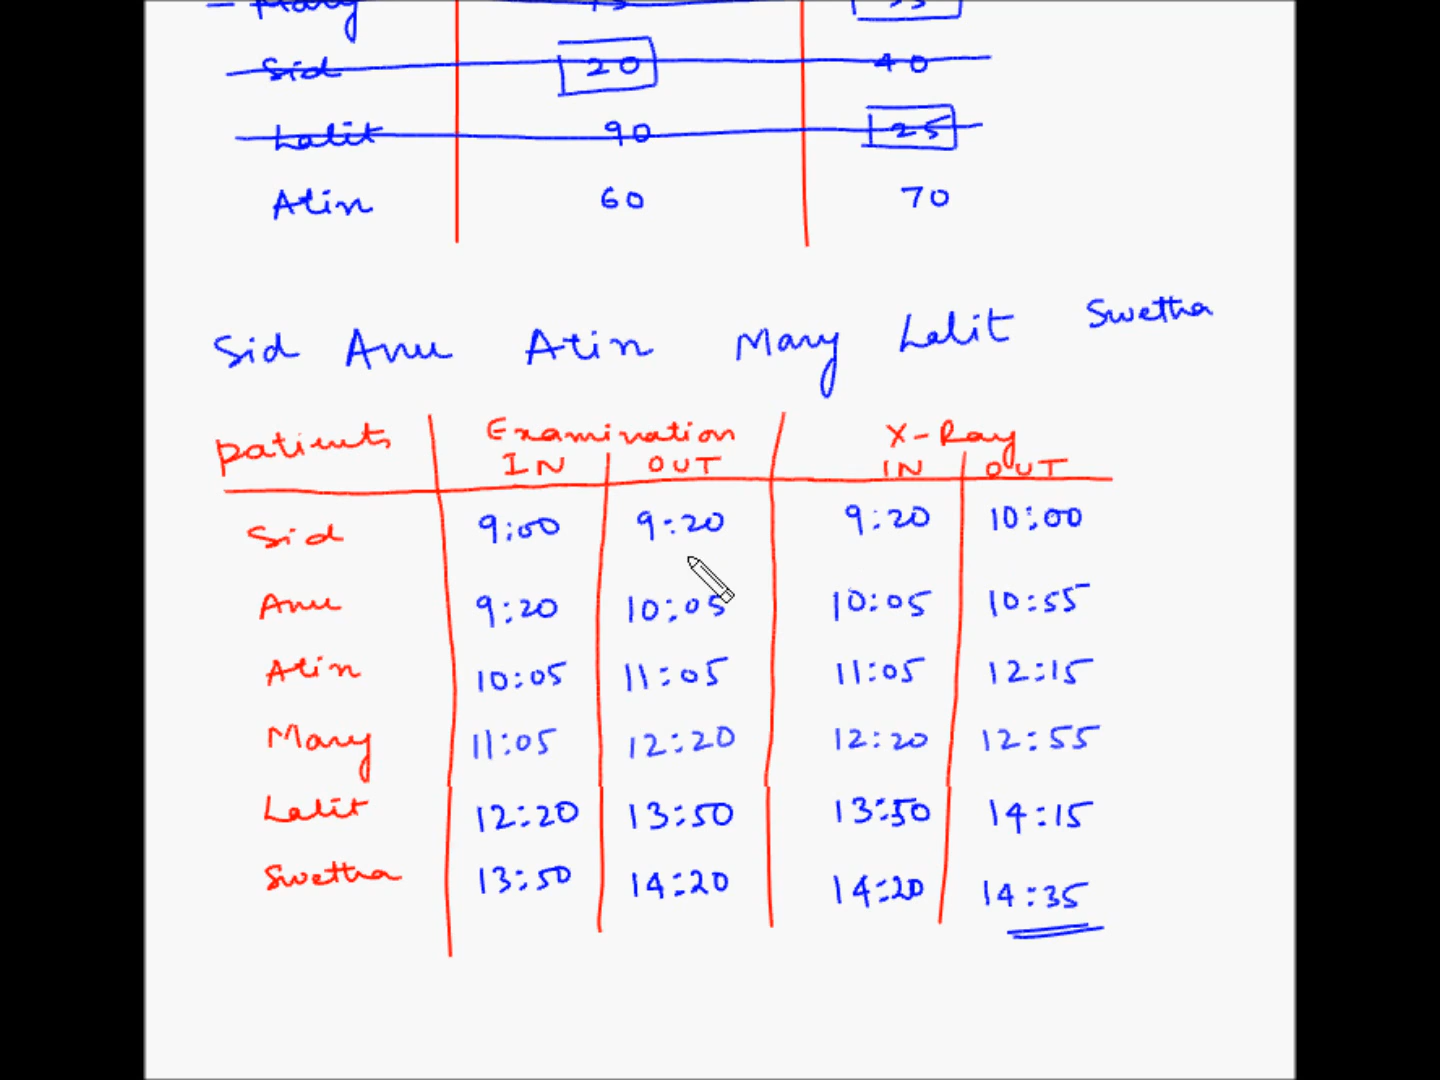 Mary 75 35
Sid 20 40
Lalit 90 25
Atin 60 70
Sid Anu Atin Mary Lalit Swetha
patients Examination X-Ray
IN OUT IN OUT
Sid 9:00 9:20 9:20 10:00
Anu 9:20 10:05 10:05 10:55
Atin 10:05 11:05 11:05 12:15
Mary 11:05 12:20 12:20 12:55
Lalit 12:20 13:50 13:50 14:15
Swetha 13:50 14:20 14:20 14:35